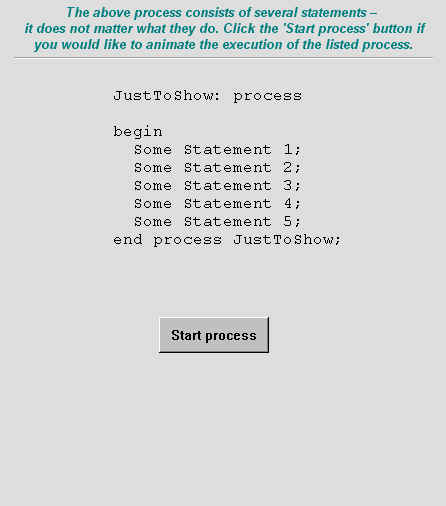 The above process consists of several statements –
it does not matter what they do. Click the 'Start process' button if
you would like to animate the execution of the listed process.
JustToShow: process
begin
Some Statement 1;
Some Statement 2;
Some Statement 3;
Some Statement 4;
Some Statement 5;
end process JustToShow;
Start process